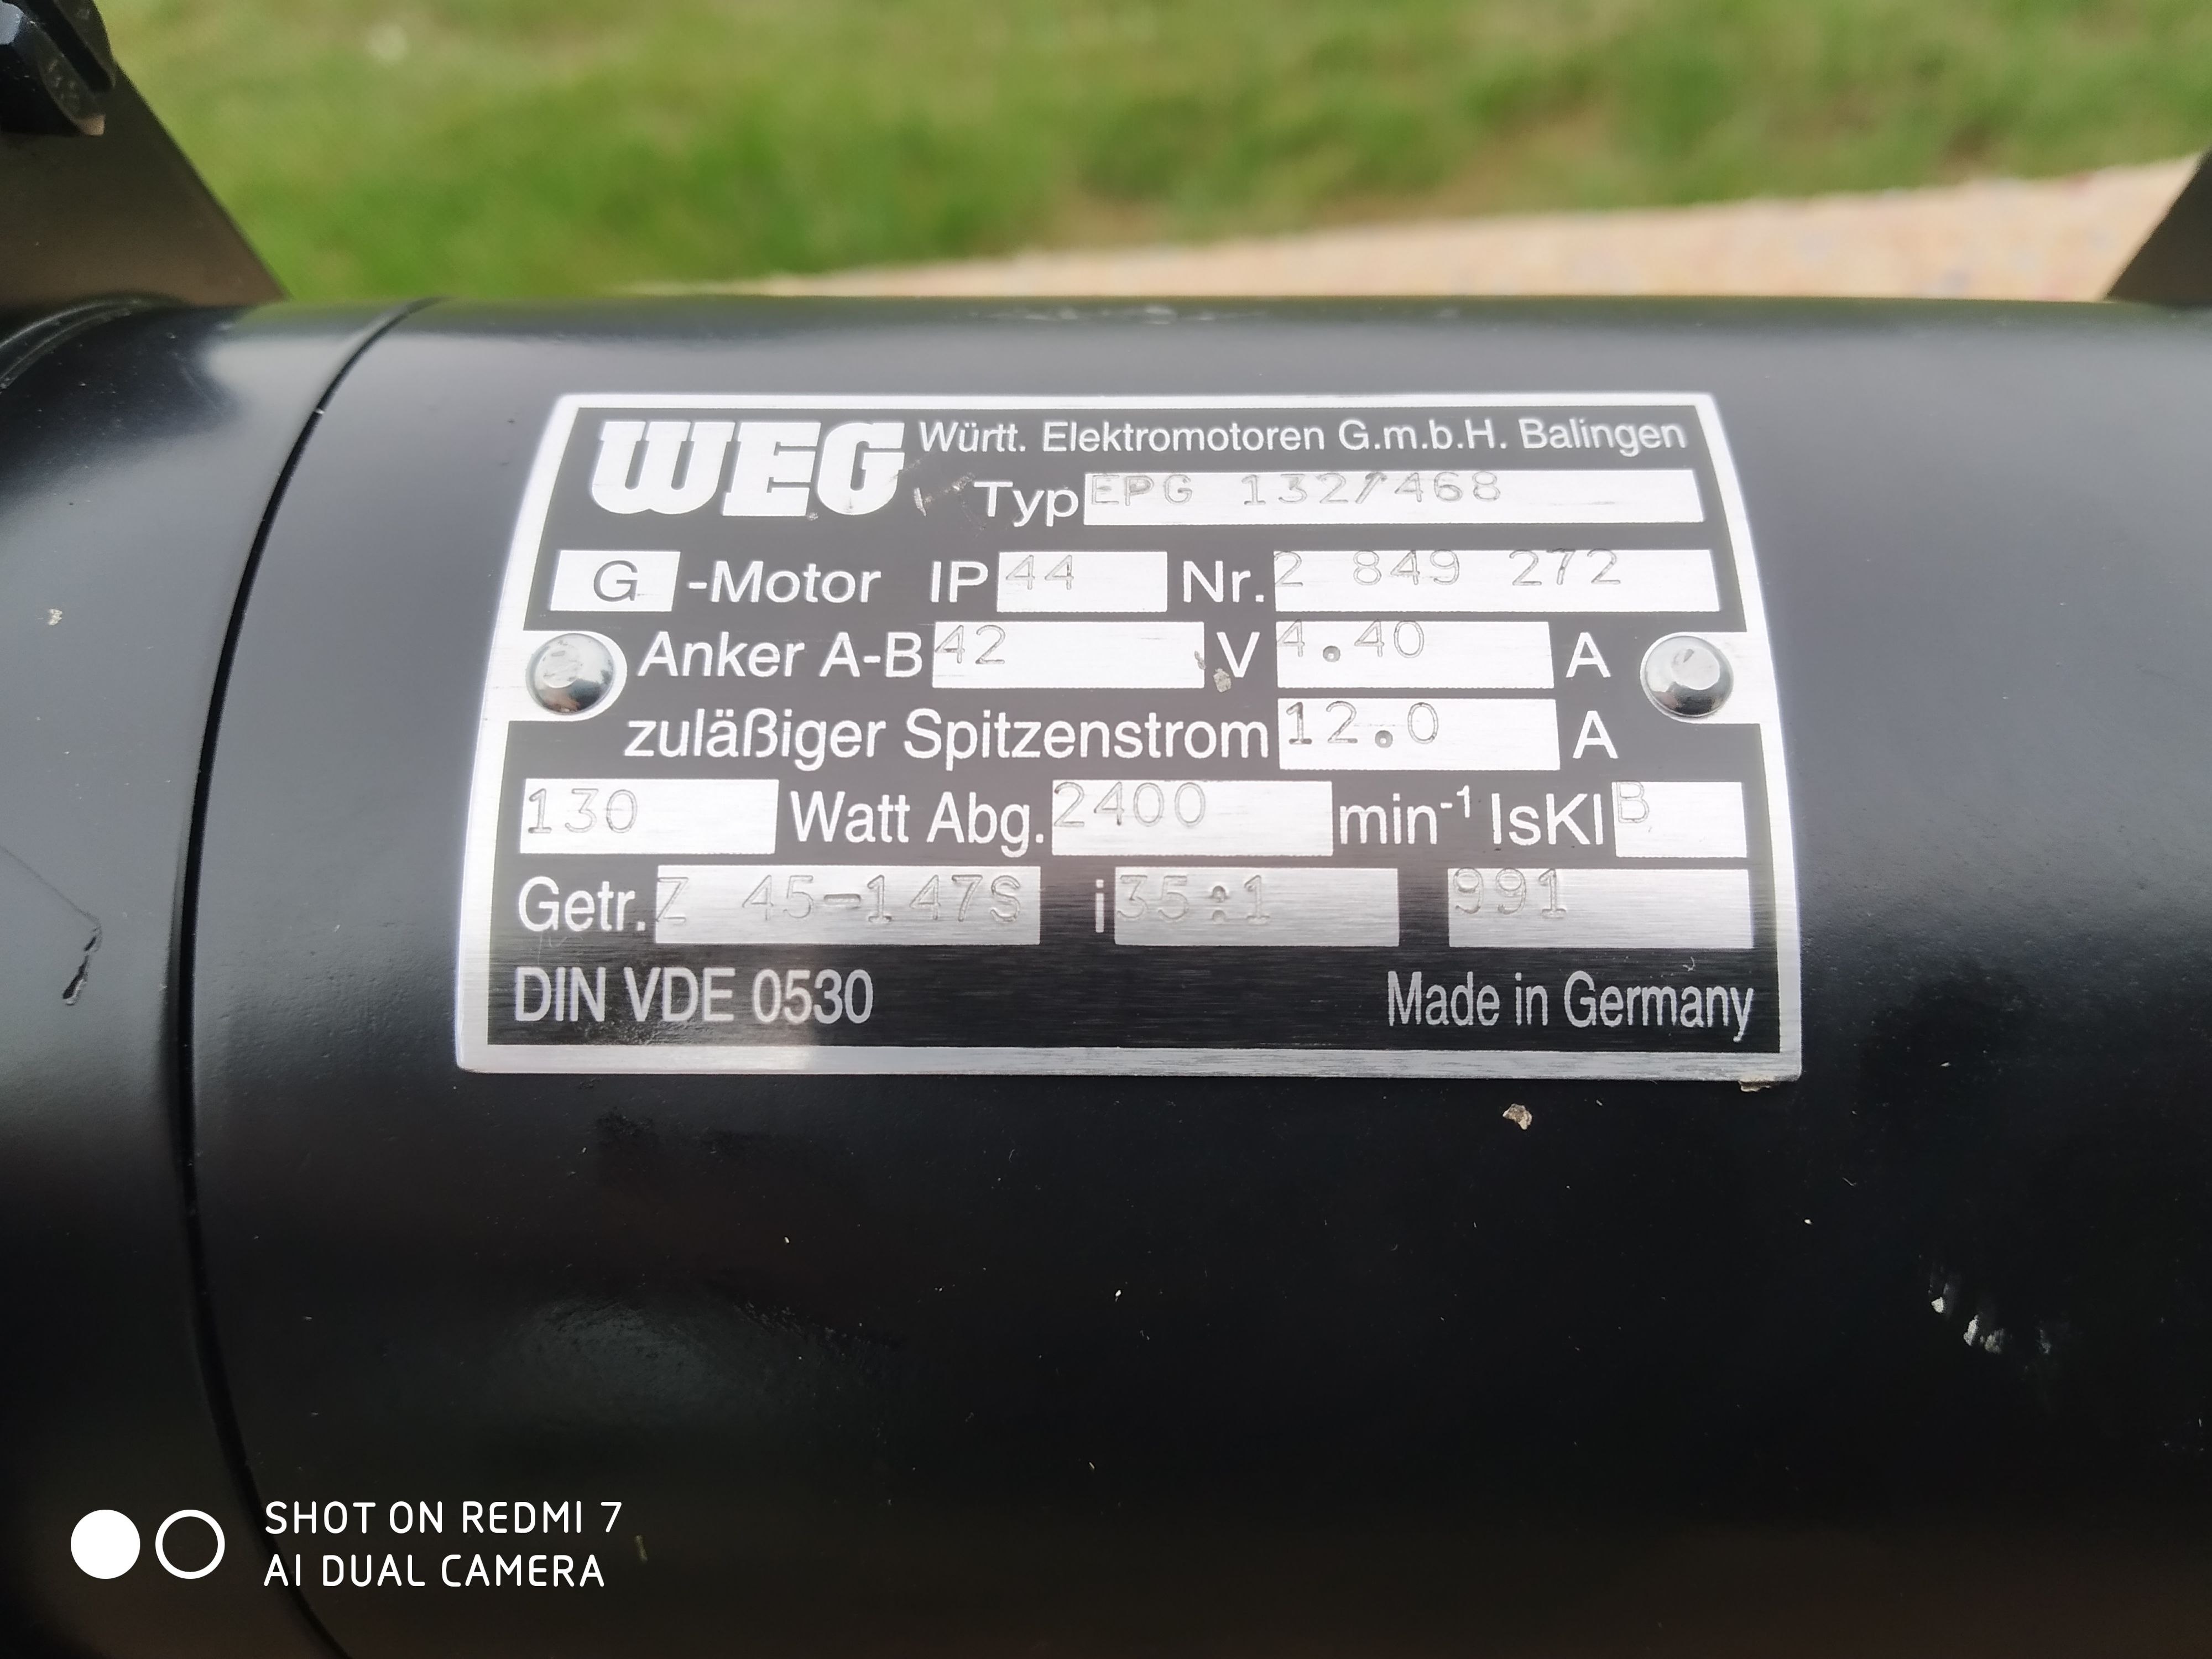 WEG Württ. Elektromotoren G.m.b.H. Balingen
Typ EPG 132/468
G -Motor IP 44 Nr. 2 849 272
Anker A-B 42 V 4.40 A
zuläßiger Spitzenstrom 12.0 A
130 Watt Abg. 2400 min-1 IsKl B
Getr. Z 45-147S i 35:1 991
DIN VDE 0530 Made in Germany
SHOT ON REDMI 7
AI DUAL CAMERA